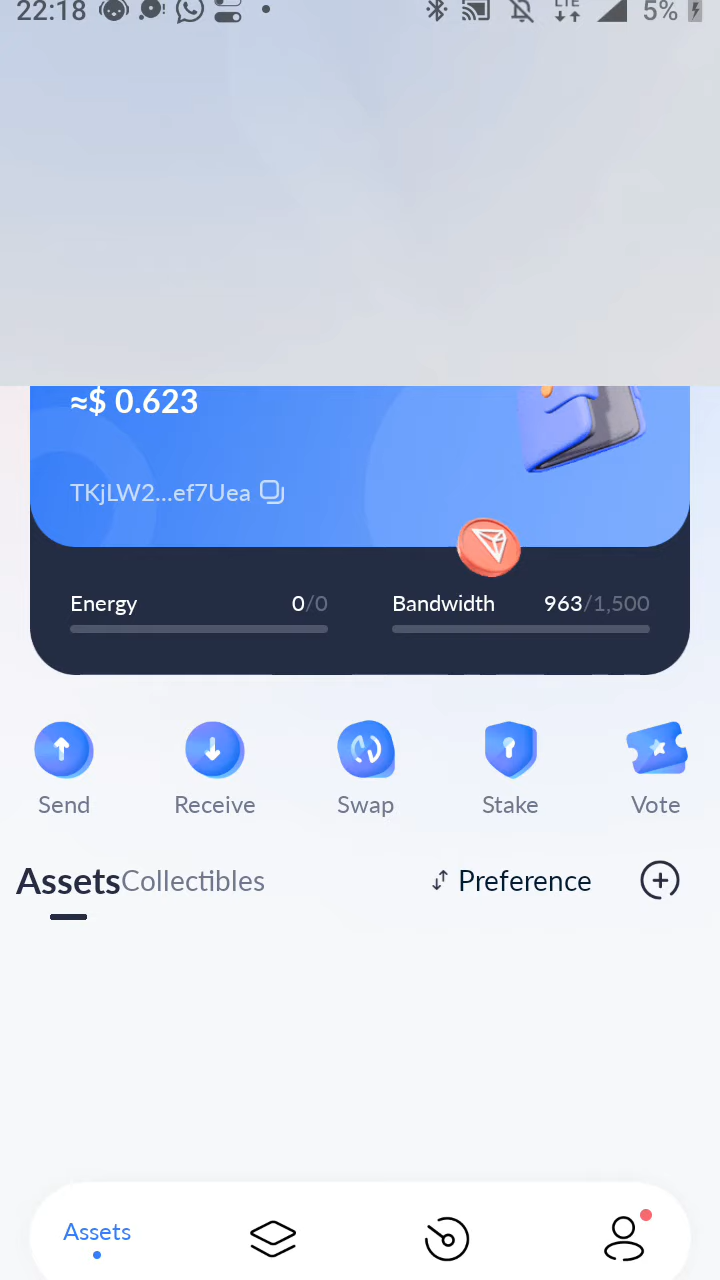 22:18 LTE 5%
≈$ 0.623
TKjLW2...ef7Uea
Energy 0/0 Bandwidth 963/1,500
Send Receive Swap Stake Vote
Assets Collectibles Preference
Assets